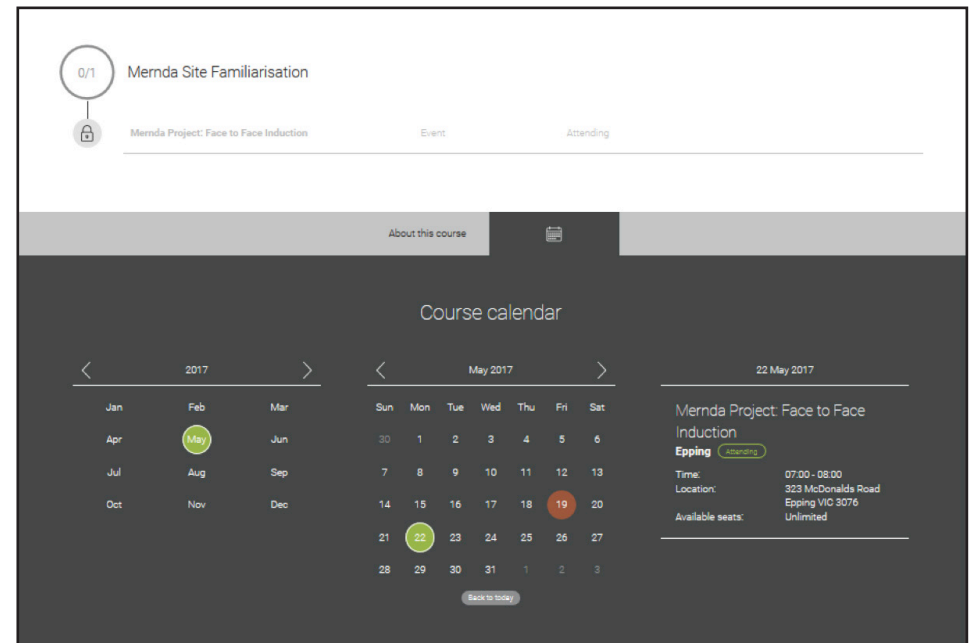 0/1
Mernda Site Familiarisation
Mernda Project: Face to Face Induction Event Attending
About this course
Course calendar
2017
Jan Feb Mar
Apr May Jun
Jul Aug Sep
Oct Nov Dec
May 2017
Sun Mon Tue Wed Thu Fri Sat
30 1 2 3 4 5 6
7 8 9 10 11 12 13
14 15 16 17 18 19 20
21 22 23 24 25 26 27
28 29 30 31 1 2 3
Back to today
22 May 2017
Mernda Project: Face to Face
Induction
Epping Attending
Time: 07:00 - 08:00
Location: 323 McDonalds Road
Epping VIC 3076
Available seats: Unlimited